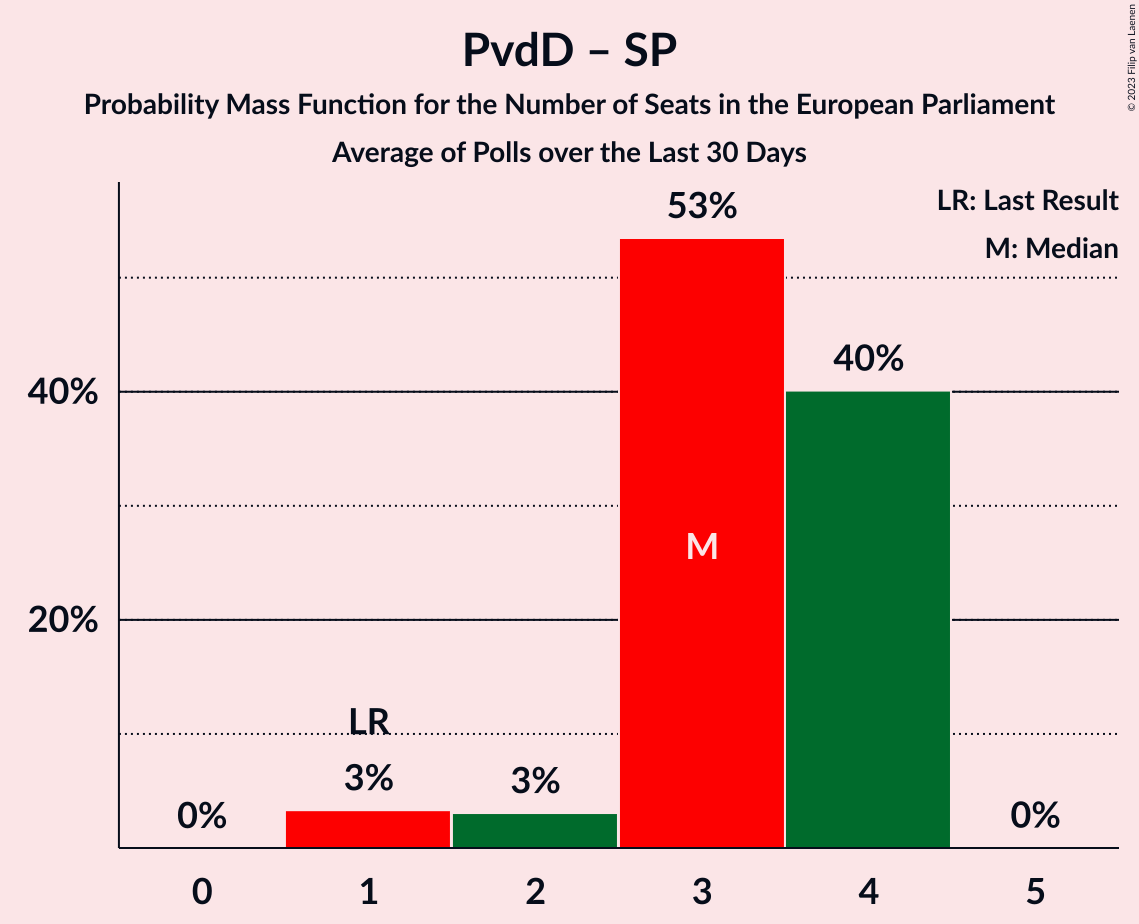 PvdD – SP
Probability Mass Function for the Number of Seats in the European Parliament
Average of Polls over the Last 30 Days
© 2023 Filip van Laenen
LR: Last Result
M: Median
53%
40%
40%
M
20%
LR
3%
3%
0%
0%
0
1
2
3
4
5